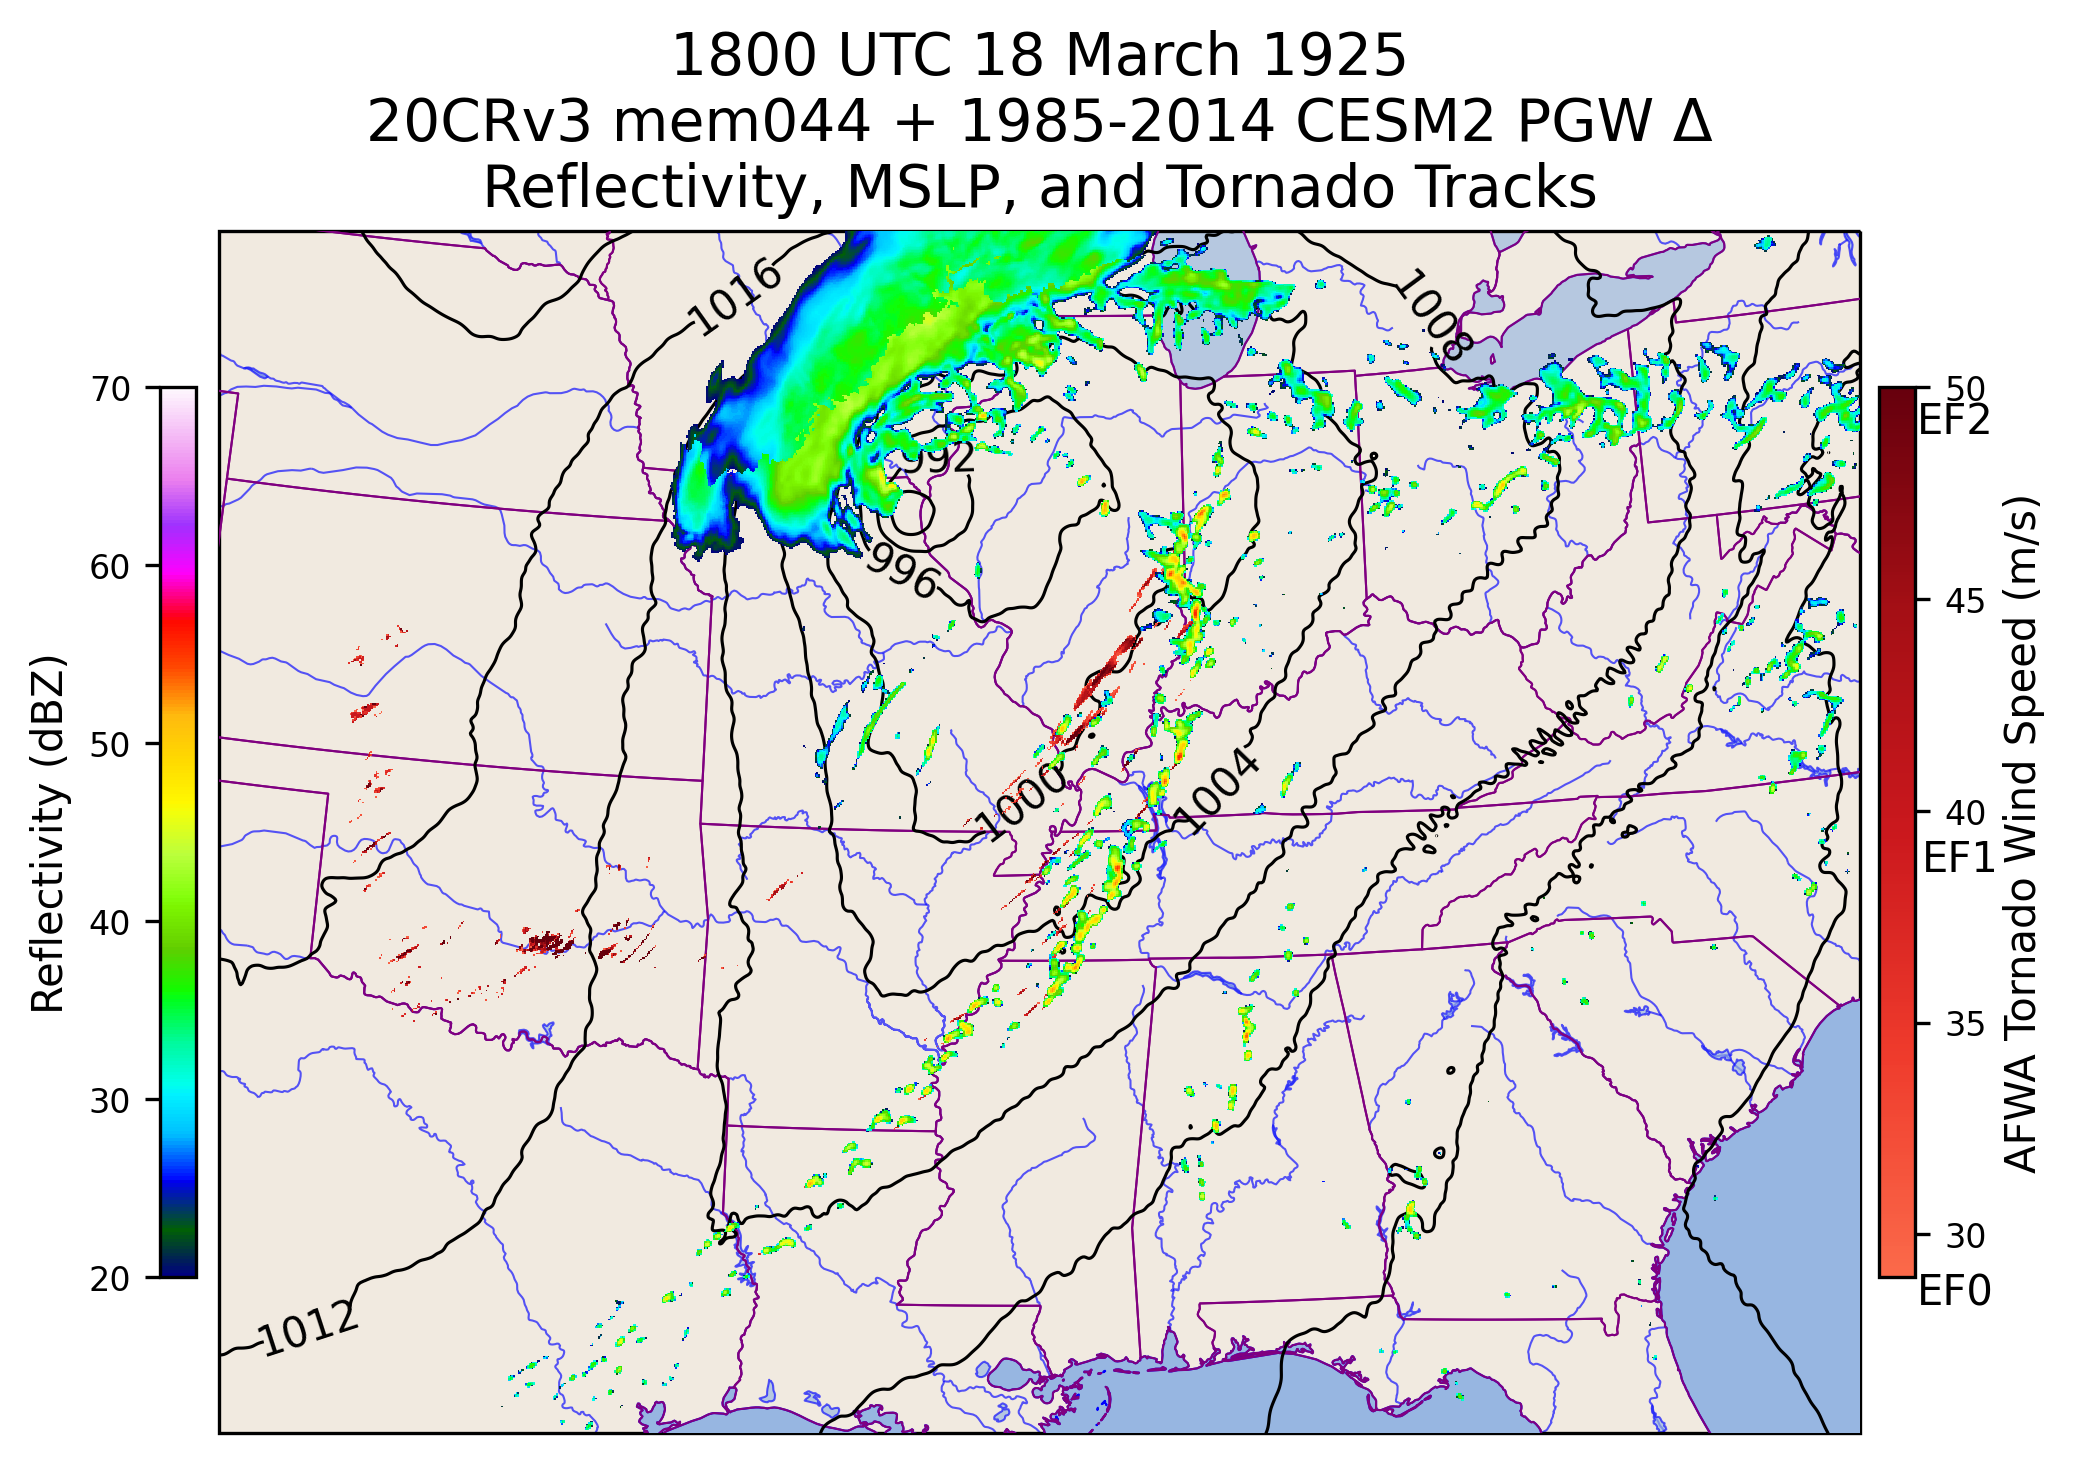 1800 UTC 18 March 1925
20CRv3 mem044 + 1985-2014 CESM2 PGW Δ
Reflectivity, MSLP, and Tornado Tracks
1016
1008
992
996
1000
1004
1012
70
60
50
40
30
20
Reflectivity (dBZ)
50
EF2
45
40
EF1
35
30
EF0
AFWA Tornado Wind Speed (m/s)